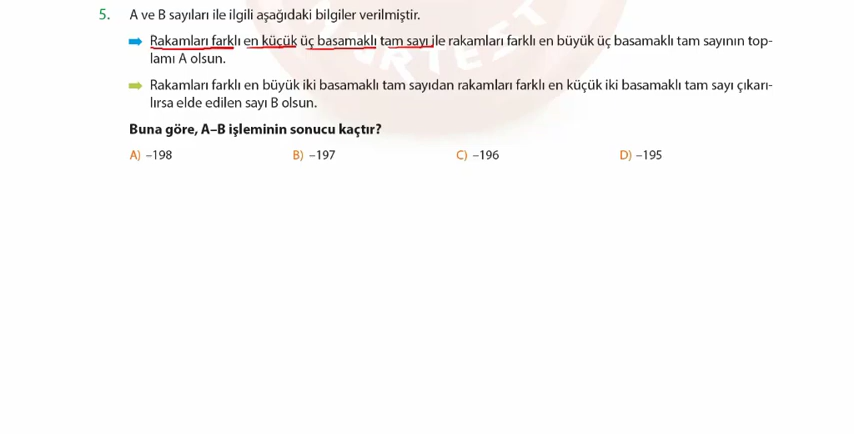 5. A ve B sayıları ile ilgili aşağıdaki bilgiler verilmiştir.
Rakamları farklı en küçük üç basamaklı tam sayı ile rakamları farklı en büyük üç basamaklı tam sayının top-
lamı A olsun.
Rakamları farklı en büyük iki basamaklı tam sayıdan rakamları farklı en küçük iki basamaklı tam sayı çıkarı-
lırsa elde edilen sayı B olsun.
Buna göre, A–B işleminin sonucu kaçtır?
A) –198 B) –197 C) –196 D) –195